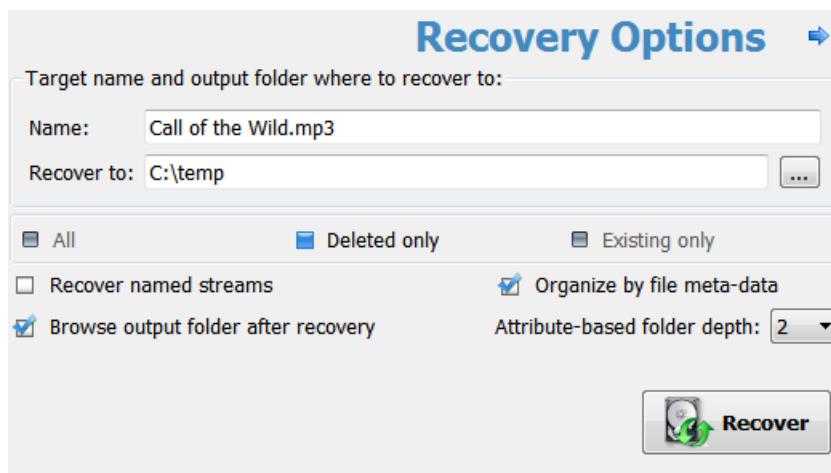 Recovery Options
Target name and output folder where to recover to:
Name: Call of the Wild.mp3
Recover to: C:\temp ...
All Deleted only Existing only
Recover named streams Organize by file meta-data
Browse output folder after recovery Attribute-based folder depth: 2
Recover